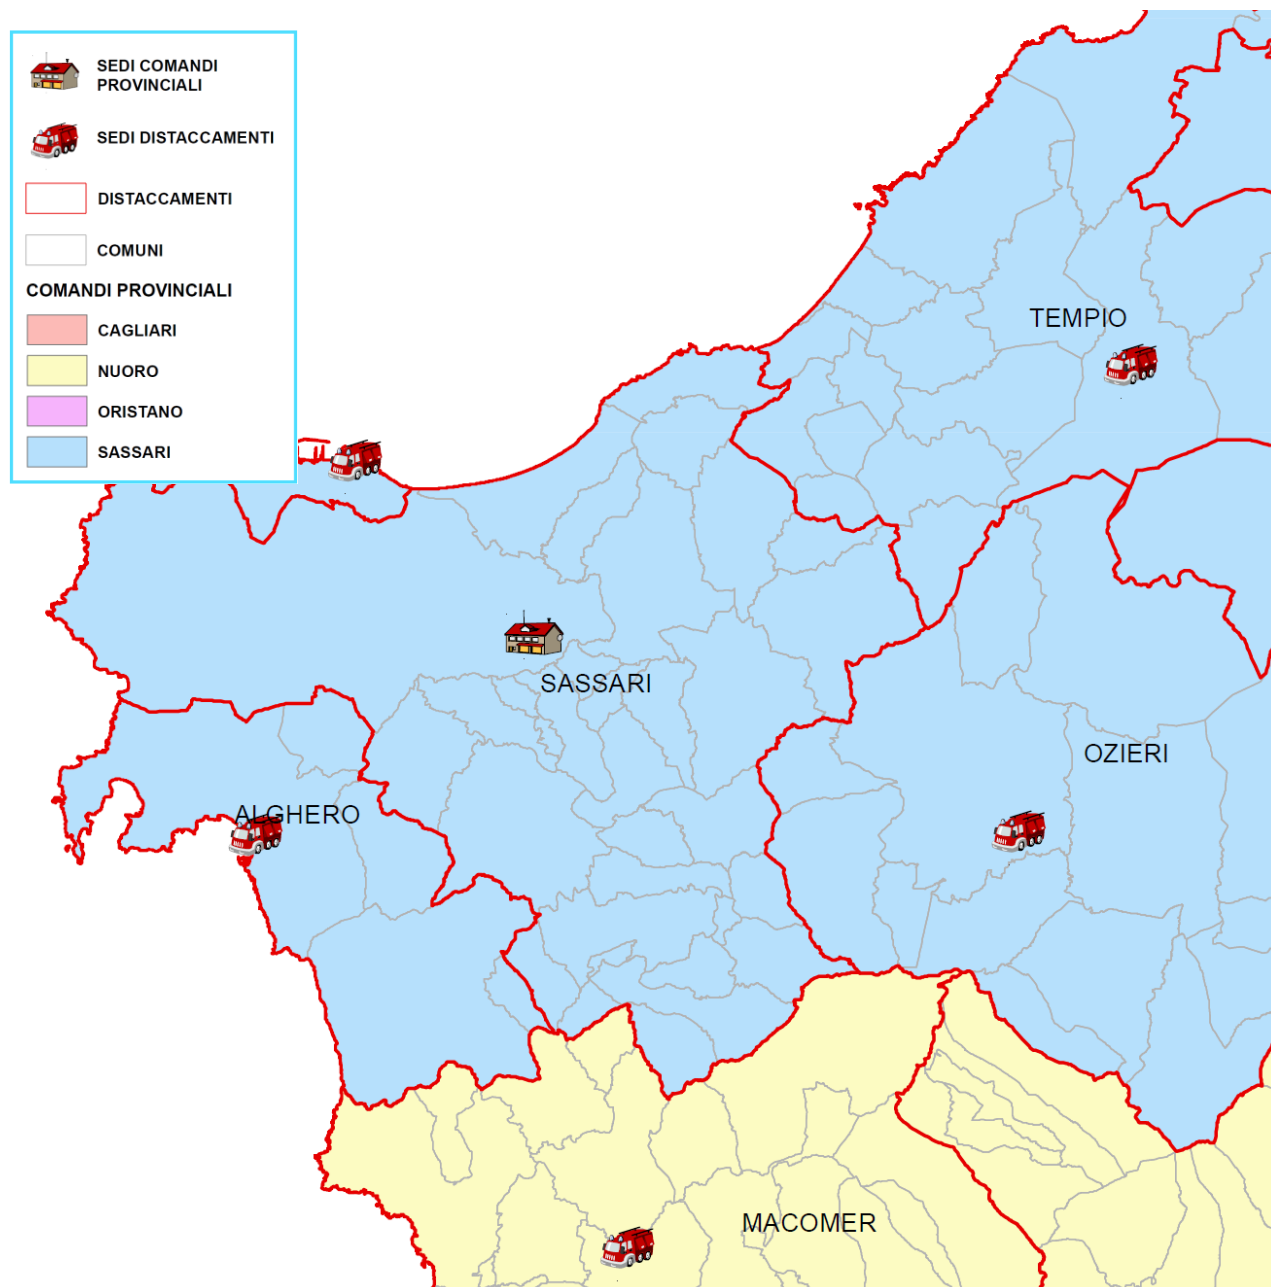 SEDI COMANDI
PROVINCIALI
SEDI DISTACCAMENTI
DISTACCAMENTI
COMUNI
COMANDI PROVINCIALI
CAGLIARI
NUORO
ORISTANO
SASSARI
TEMPIO
SASSARI
OZIERI
ALGHERO
MACOMER